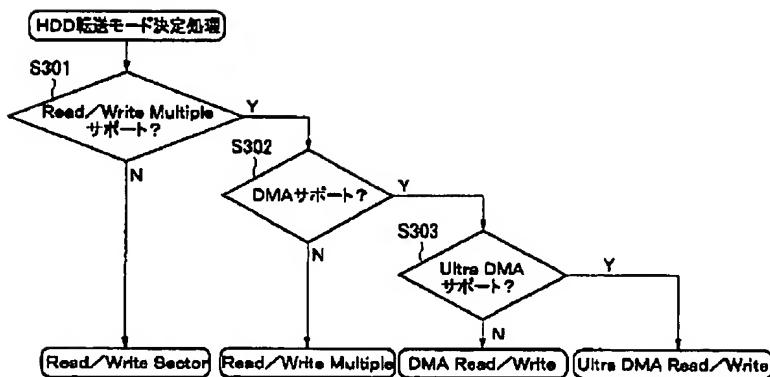 HDD転送モード決定処理
S301
Read／Write Multiple
サポート？
Y
N
S302
DMAサポート？
Y
N
S303
Ultra DMA
サポート？
Y
N
Read／Write Sector
Read／Write Multiple
DMA Read／Write
Ultra DMA Read／Write